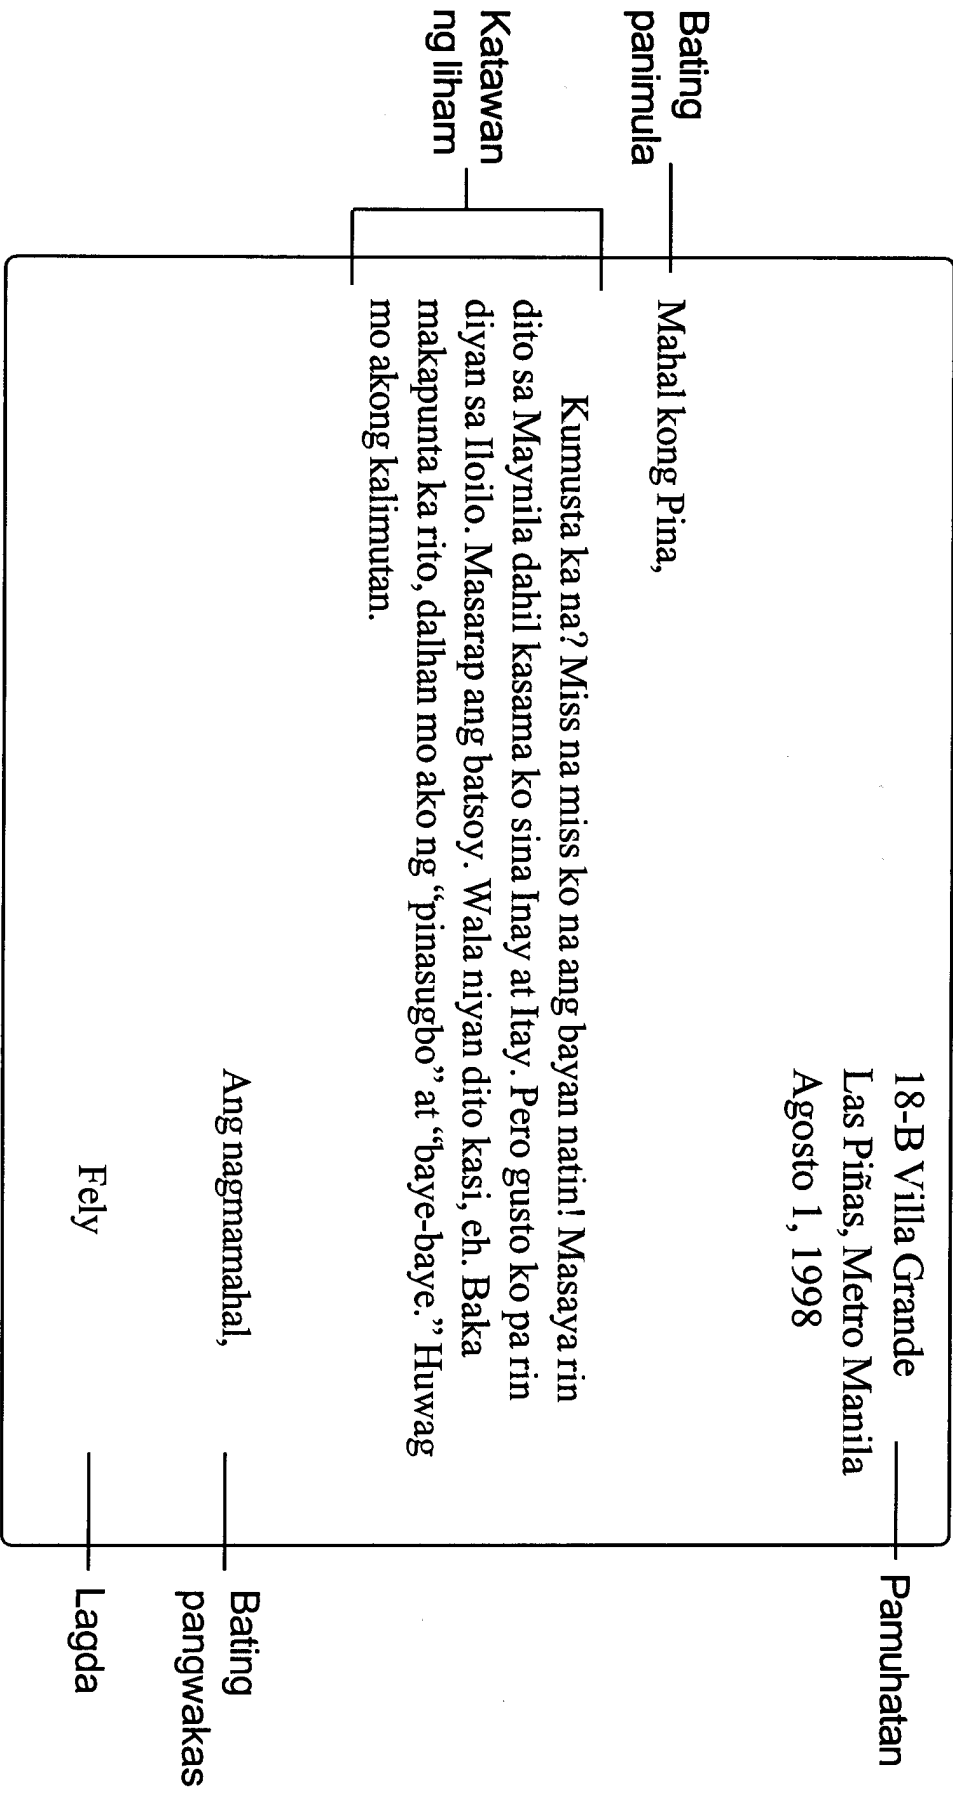 18-B Villa Grande
Las Piñas, Metro Manila
Agosto 1, 1998
Pamuhatan
Bating
panimula
Mahal kong Pina,
Katawan
ng liham
Kumusta ka na? Miss na miss ko na ang bayan natin! Masaya rin
dito sa Maynila dahil kasama ko sina Inay at Itay. Pero gusto ko pa rin
diyan sa Iloilo. Masarap ang batsoy. Wala niyan dito kasi, eh. Baka
makapunta ka rito, dalhan mo ako ng “pinasugbo” at “baye-baye.” Huwag
mo akong kalimutan.
Ang nagmamahal,
Bating
pangwakas
Fely
Lagda